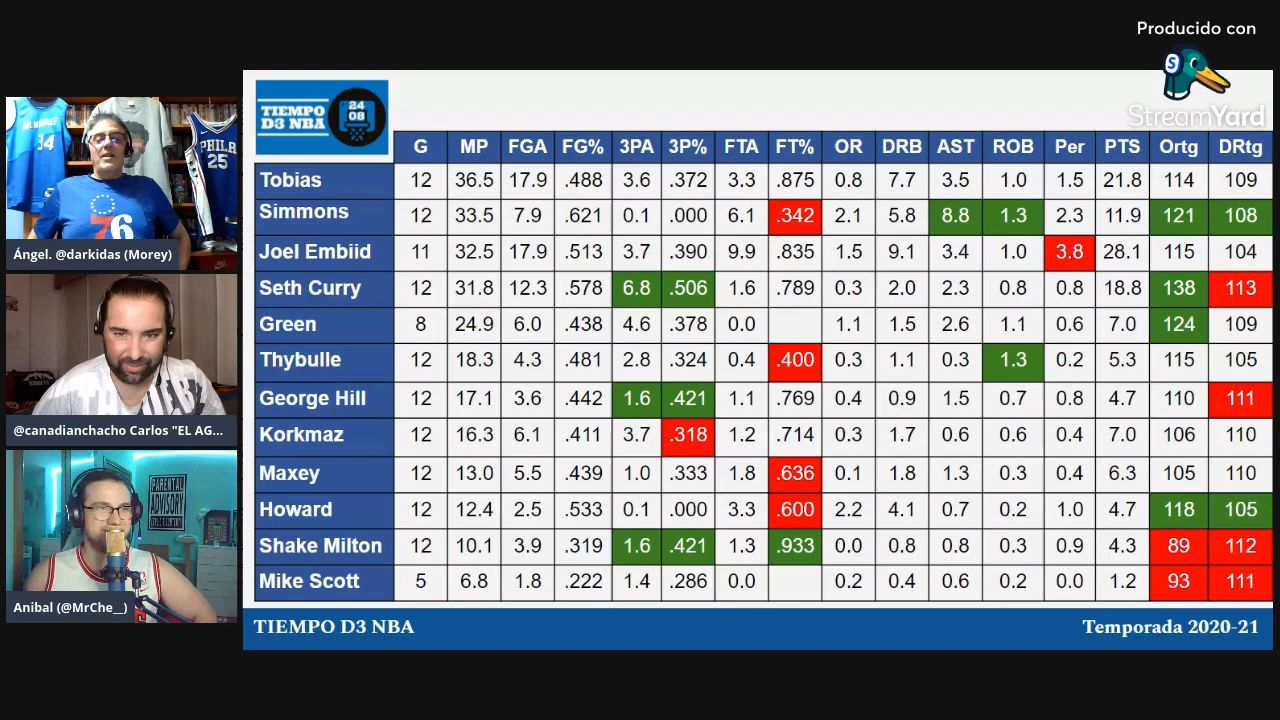 Producido con
StreamYard
S
TIEMPO
D3 NBA
24
08
G MP FGA FG% 3PA 3P% FTA FT% OR DRB AST ROB Per PTS Ortg DRtg
Tobias 12 36.5 17.9 .488 3.6 .372 3.3 .875 0.8 7.7 3.5 1.0 1.5 21.8 114 109
Simmons 12 33.5 7.9 .621 0.1 .000 6.1 .342 2.1 5.8 8.8 1.3 2.3 11.9 121 108
Joel Embiid 11 32.5 17.9 .513 3.7 .390 9.9 .835 1.5 9.1 3.4 1.0 3.8 28.1 115 104
Seth Curry 12 31.8 12.3 .578 6.8 .506 1.6 .789 0.3 2.0 2.3 0.8 0.8 18.8 138 113
Green 8 24.9 6.0 .438 4.6 .378 0.0 1.1 1.5 2.6 1.1 0.6 7.0 124 109
Thybulle 12 18.3 4.3 .481 2.8 .324 0.4 .400 0.3 1.1 0.3 1.3 0.2 5.3 115 105
George Hill 12 17.1 3.6 .442 1.6 .421 1.1 .769 0.4 0.9 1.5 0.7 0.8 4.7 110 111
Korkmaz 12 16.3 6.1 .411 3.7 .318 1.2 .714 0.3 1.7 0.6 0.6 0.4 7.0 106 110
Maxey 12 13.0 5.5 .439 1.0 .333 1.8 .636 0.1 1.8 1.3 0.3 0.4 6.3 105 110
Howard 12 12.4 2.5 .533 0.1 .000 3.3 .600 2.2 4.1 0.7 0.2 1.0 4.7 118 105
Shake Milton 12 10.1 3.9 .319 1.6 .421 1.3 .933 0.0 0.8 0.8 0.3 0.9 4.3 89 112
Mike Scott 5 6.8 1.8 .222 1.4 .286 0.0 0.2 0.4 0.6 0.2 0.0 1.2 93 111
TIEMPO D3 NBA
Temporada 2020-21
34
PHILA
25
76
Ángel. @darkidas (Morey)
@canadianchacho Carlos "EL AG...
PARENTAL
ADVISORY
Anibal (@MrChe__)